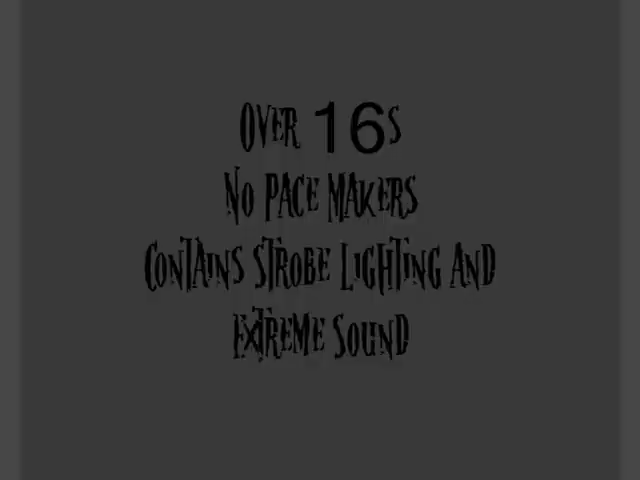 Over 16s
No Pace Makers
Contains Strobe Lighting And
Extreme Sound